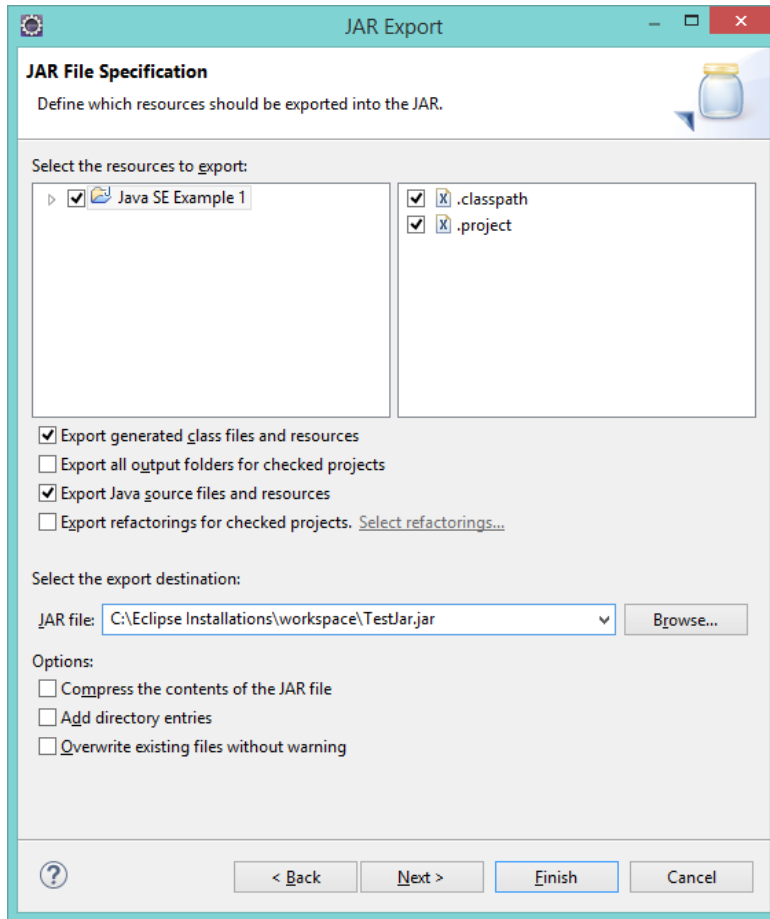 JAR Export
JAR File Specification
Define which resources should be exported into the JAR.
Select the resources to export:
Java SE Example 1
.classpath
.project
Export generated class files and resources
Export all output folders for checked projects
Export Java source files and resources
Export refactorings for checked projects. Select refactorings...
Select the export destination:
JAR file: C:\Eclipse Installations\workspace\TestJar.jar Browse...
Options:
Compress the contents of the JAR file
Add directory entries
Overwrite existing files without warning
? < Back Next > Finish Cancel